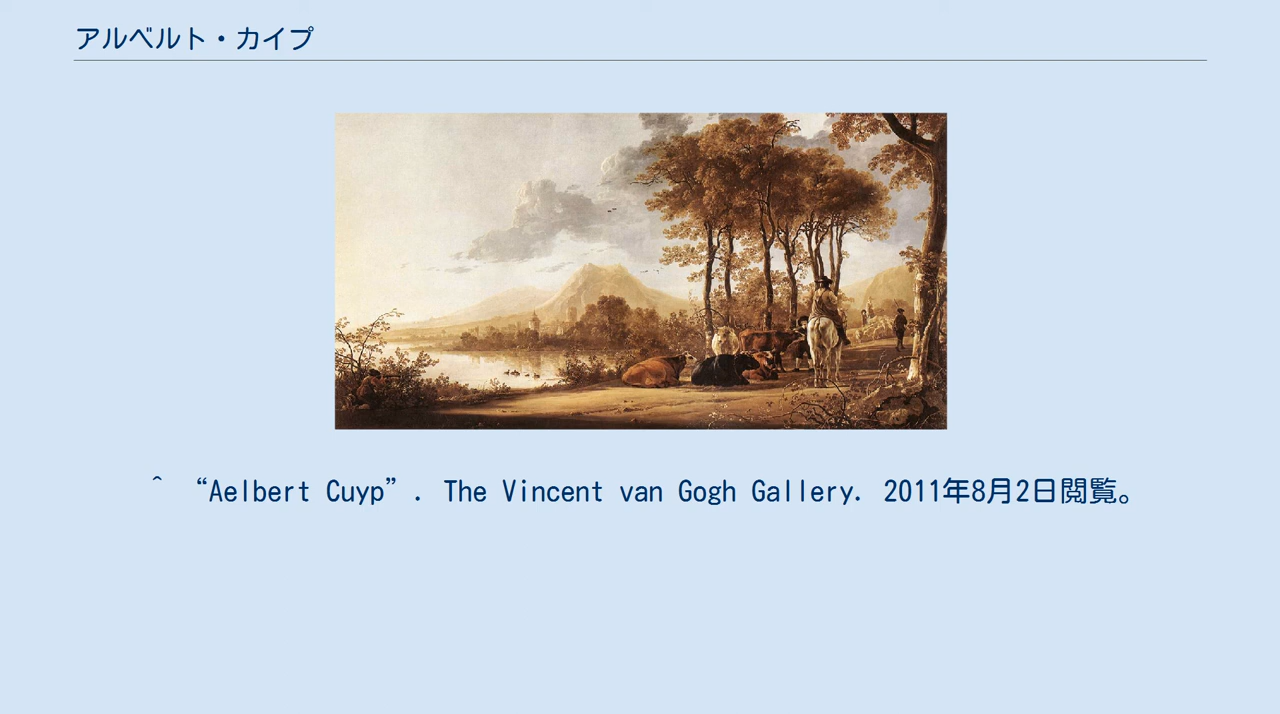 アルベルト・カイプ
^ “Aelbert Cuyp”. The Vincent van Gogh Gallery. 2011年8月2日閲覧。